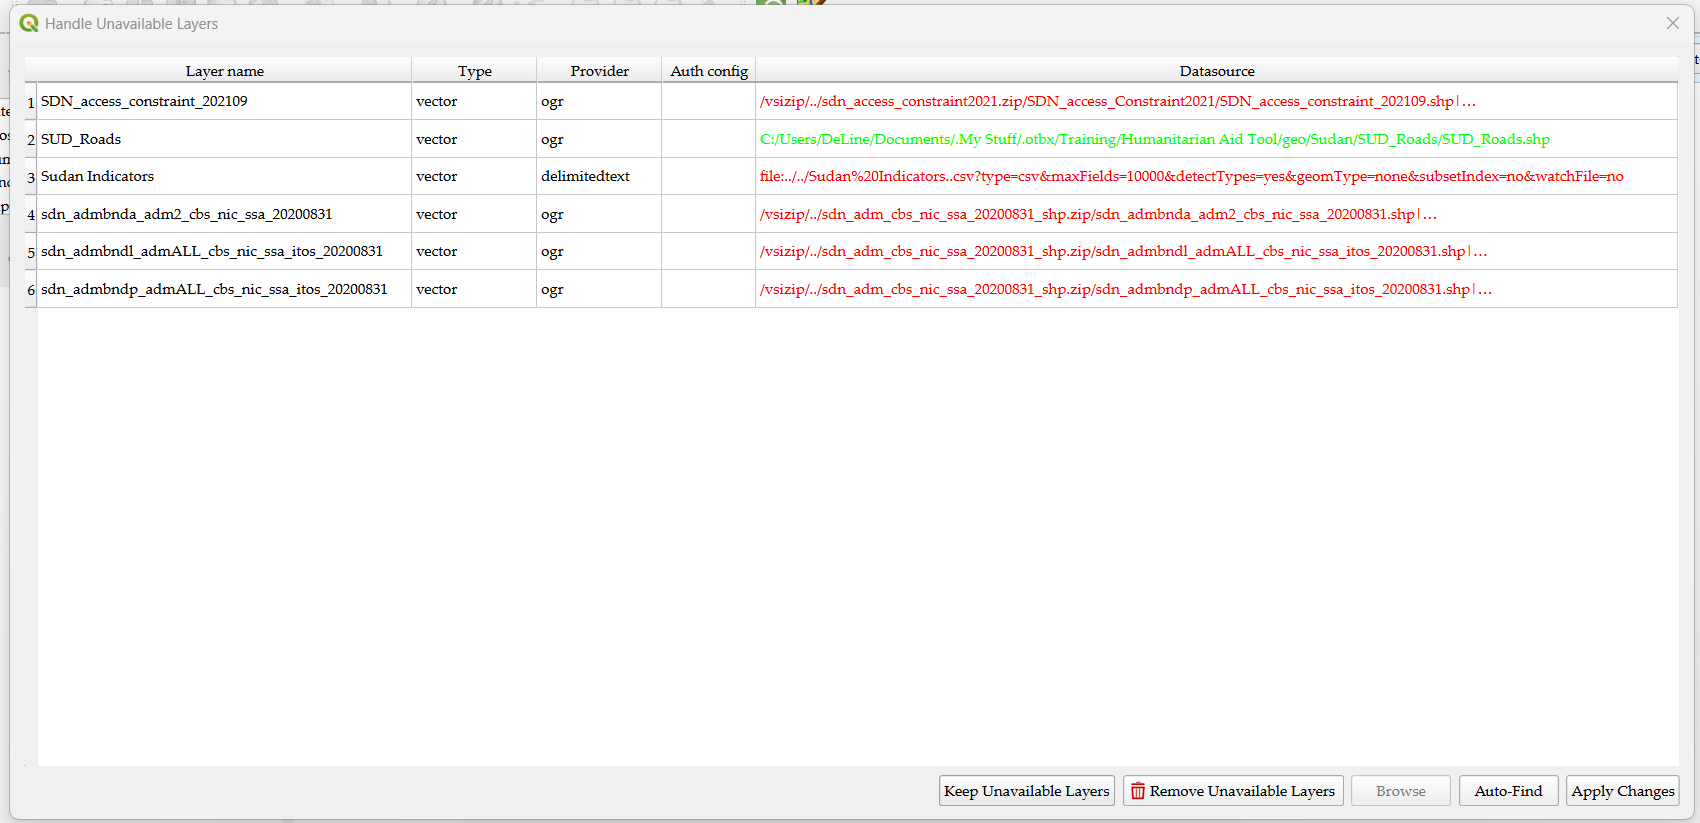 Handle Unavailable Layers
Layer name Type Provider Auth config Datasource
1 SDN_access_constraint_202109 vector ogr /vsizip/../sdn_access_constraint2021.zip/SDN_access_Constraint2021/SDN_access_constraint_202109.shp|...
2 SUD_Roads vector ogr C:/Users/DeLine/Documents/.My Stuff/.otbx/Training/Humanitarian Aid Tool/geo/Sudan/SUD_Roads/SUD_Roads.shp
3 Sudan Indicators vector delimitedtext file:../../Sudan%20Indicators..csv?type=csv&maxFields=10000&detectTypes=yes&geomType=none&subsetIndex=no&watchFile=no
4 sdn_admbnda_adm2_cbs_nic_ssa_20200831 vector ogr /vsizip/../sdn_adm_cbs_nic_ssa_20200831_shp.zip/sdn_admbnda_adm2_cbs_nic_ssa_20200831.shp|...
5 sdn_admbndl_admALL_cbs_nic_ssa_itos_20200831 vector ogr /vsizip/../sdn_adm_cbs_nic_ssa_20200831_shp.zip/sdn_admbndl_admALL_cbs_nic_ssa_itos_20200831.shp|...
6 sdn_admbndp_admALL_cbs_nic_ssa_itos_20200831 vector ogr /vsizip/../sdn_adm_cbs_nic_ssa_20200831_shp.zip/sdn_admbndp_admALL_cbs_nic_ssa_itos_20200831.shp|...
Keep Unavailable Layers Remove Unavailable Layers Browse Auto-Find Apply Changes